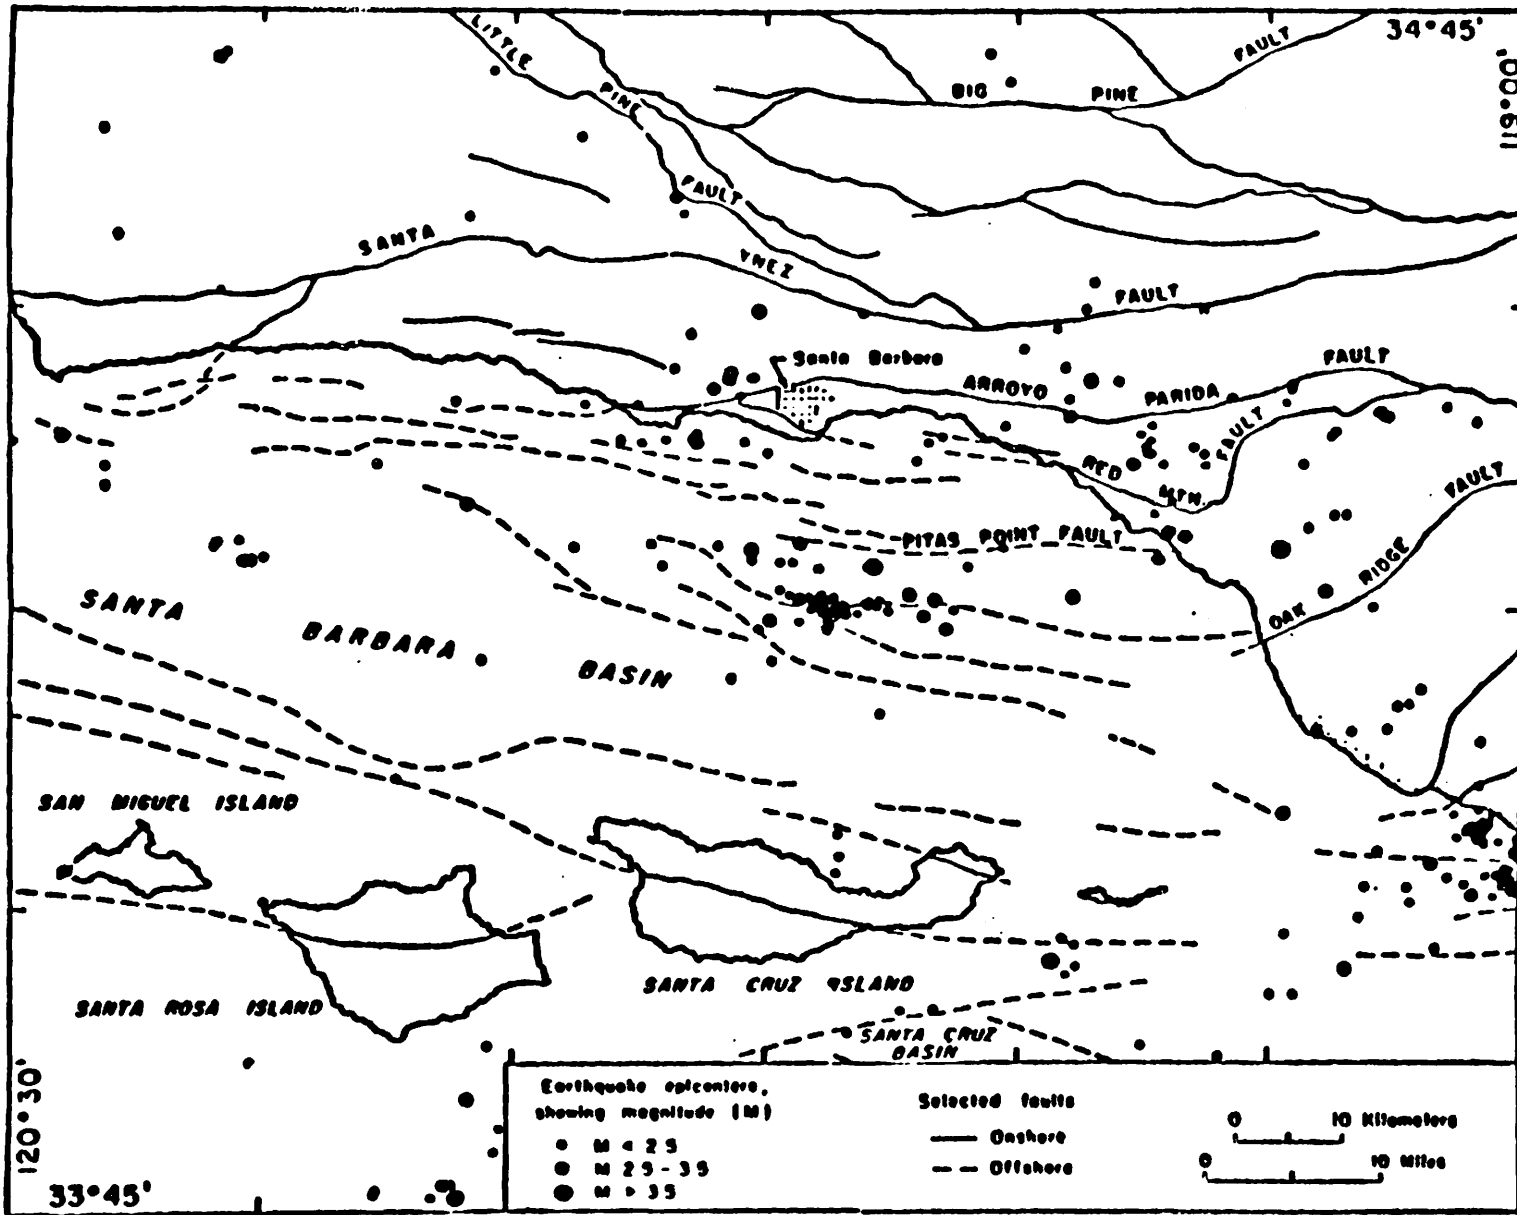 34°45'
119°00'
LITTLE PINE FAULT
BIG PINE FAULT
SANTA YNEZ FAULT
Santa Barbara
ARROYO PARIDA FAULT
RED MTN. FAULT
PITAS POINT FAULT
OAK RIDGE FAULT
SANTA BARBARA BASIN
SAN MIGUEL ISLAND
SANTA ROSA ISLAND
SANTA CRUZ ISLAND
SANTA CRUZ
BASIN
120°30'
33°45'
Earthquake epicenters,
showing magnitude (M)
M < 2 5
M 2 5 - 3 5
M > 3 5
Selected faults
Onshore
Offshore
0 10 Kilometers
0 10 Miles